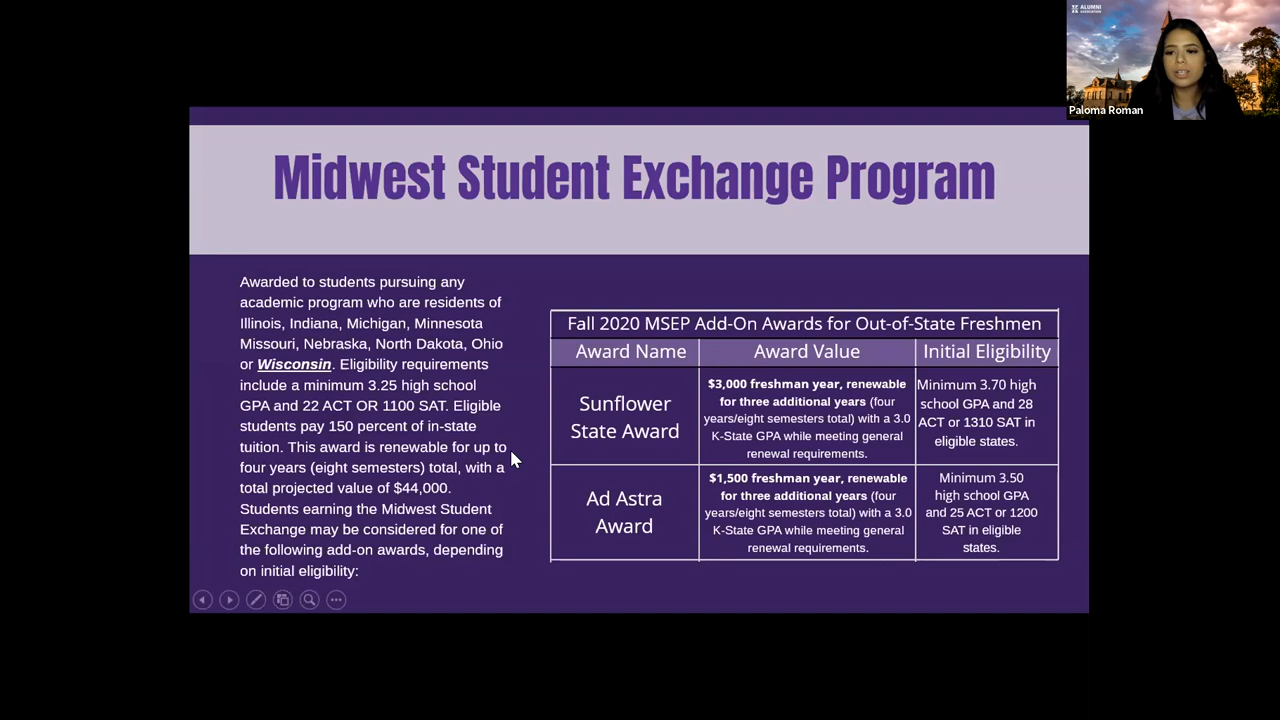 ALUMNI
ASSOCIATION
Paloma Roman
Midwest Student Exchange Program
Awarded to students pursuing any
academic program who are residents of
Illinois, Indiana, Michigan, Minnesota
Missouri, Nebraska, North Dakota, Ohio
or Wisconsin. Eligibility requirements
include a minimum 3.25 high school
GPA and 22 ACT OR 1100 SAT. Eligible
students pay 150 percent of in-state
tuition. This award is renewable for up to
four years (eight semesters) total, with a
total projected value of $44,000.
Students earning the Midwest Student
Exchange may be considered for one of
the following add-on awards, depending
on initial eligibility:
Fall 2020 MSEP Add-On Awards for Out-of-State Freshmen
Award Name
Award Value
Initial Eligibility
Sunflower
State Award
$3,000 freshman year, renewable
for three additional years (four
years/eight semesters total) with a 3.0
K-State GPA while meeting general
renewal requirements.
Minimum 3.70 high
school GPA and 28
ACT or 1310 SAT in
eligible states.
Ad Astra
Award
$1,500 freshman year, renewable
for three additional years (four
years/eight semesters total) with a 3.0
K-State GPA while meeting general
renewal requirements.
Minimum 3.50
high school GPA
and 25 ACT or 1200
SAT in eligible
states.